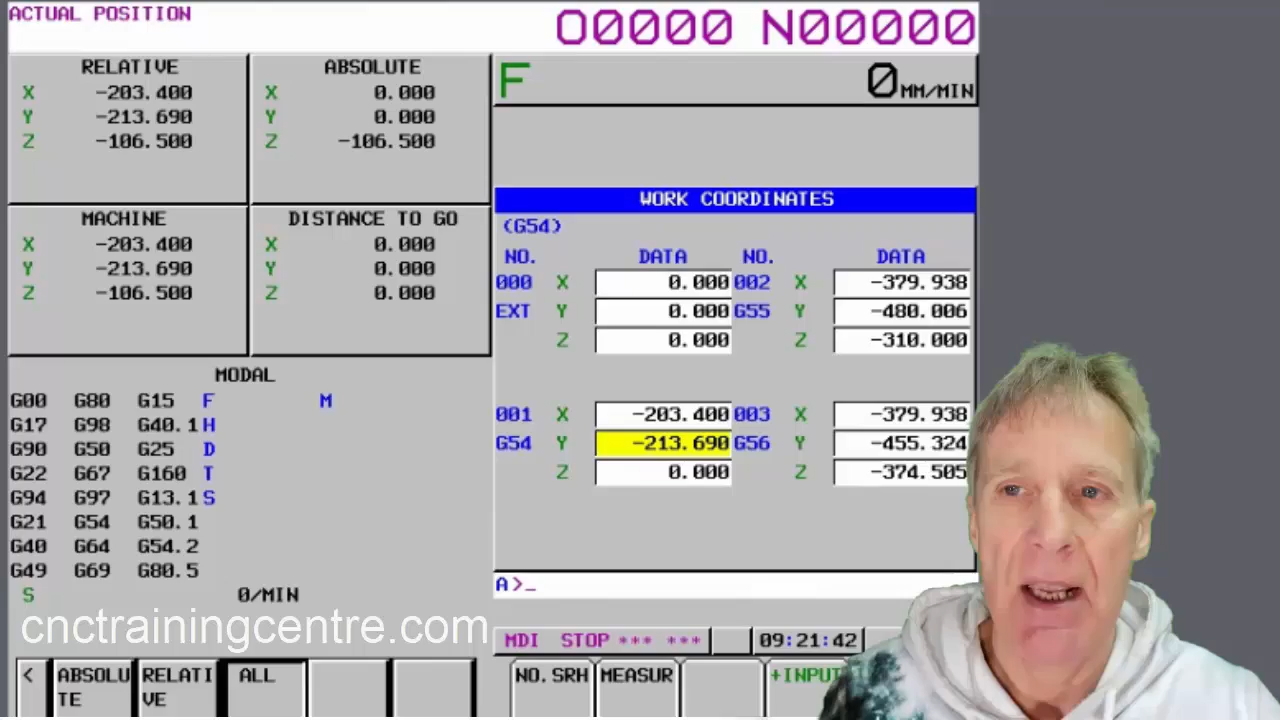 ACTUAL POSITION
O0000 N00000
RELATIVE
X -203.400
Y -213.690
Z -106.500
ABSOLUTE
X 0.000
Y 0.000
Z -106.500
F 0MM/MIN
MACHINE
X -203.400
Y -213.690
Z -106.500
DISTANCE TO GO
X 0.000
Y 0.000
Z 0.000
WORK COORDINATES
(G54)
NO. DATA NO. DATA
000 X 0.000 002 X -379.938
EXT Y 0.000 G55 Y -480.006
Z 0.000 Z -310.000
001 X -203.400 003 X -379.938
G54 Y -213.690 G56 Y -455.324
Z 0.000 Z -374.505
MODAL
G00 G80 G15 F M
G17 G98 G40.1 H
G90 G50 G25 D
G22 G67 G160 T
G94 G97 G13.1 S
G21 G54 G50.1
G40 G64 G54.2
G49 G69 G80.5
S 0/MIN
A>_
cnctrainingcentre.com
MDI STOP *** *** 09:21:42
< ABSOLU RELATI ALL NO.SRH MEASUR +INPUT
TE VE